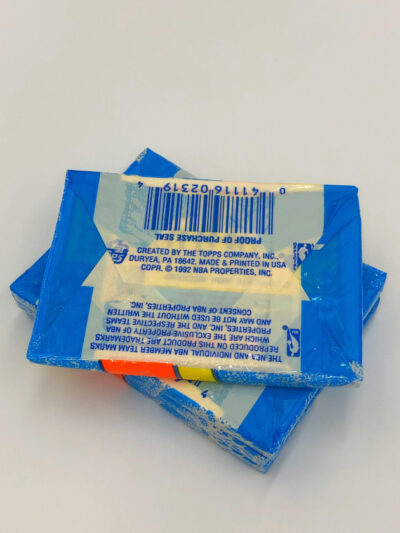 0 41116 02319 4
PROOF OF PURCHASE SEAL
CREATED BY THE TOPPS COMPANY, INC.,
DURYEA, PA 18642. MADE & PRINTED IN USA
COPR. © 1992 NBA PROPERTIES, INC.
THE NBA AND INDIVIDUAL NBA MEMBER TEAM MARKS
REPRODUCED ON THIS PRODUCT ARE TRADEMARKS
WHICH ARE THE EXCLUSIVE PROPERTY OF NBA
PROPERTIES, INC. AND THE RESPECTIVE TEAMS
AND MAY NOT BE USED WITHOUT THE WRITTEN
CONSENT OF NBA PROPERTIES, INC.